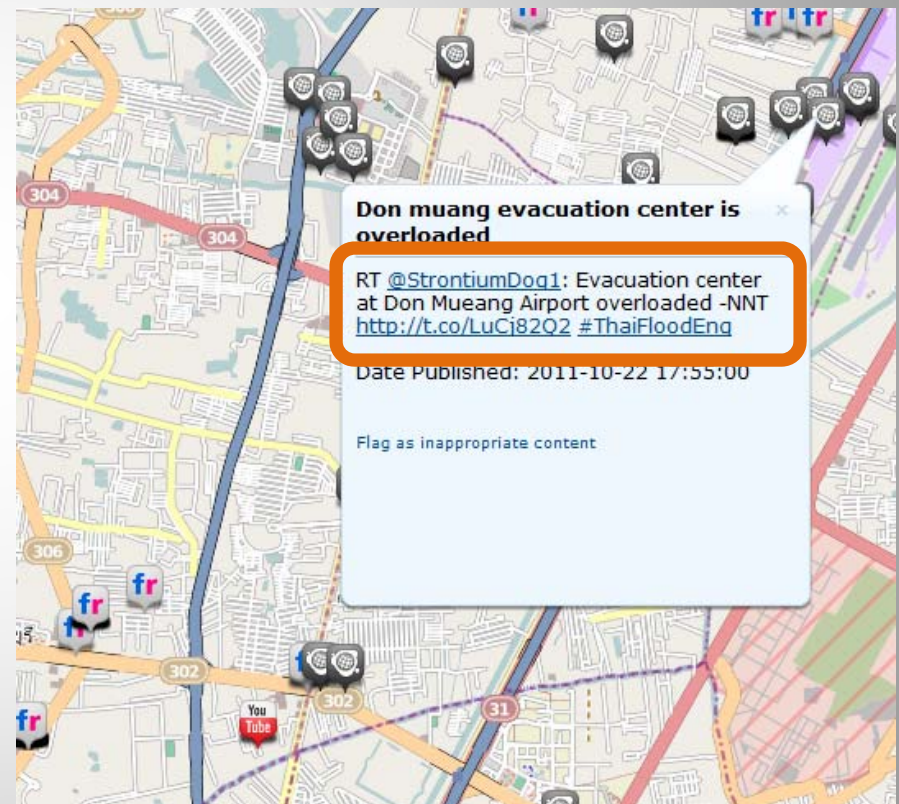 fr
fr
304
304
Don muang evacuation center is
overloaded
×
RT @StrontiumDog1: Evacuation center
at Don Mueang Airport overloaded -NNT
http://t.co/LuCj82Q2 #ThaiFloodEng
Date Published: 2011-10-22 17:55:00
Flag as inappropriate content
306
fr
fr
302
You
Tube
302
31
fr